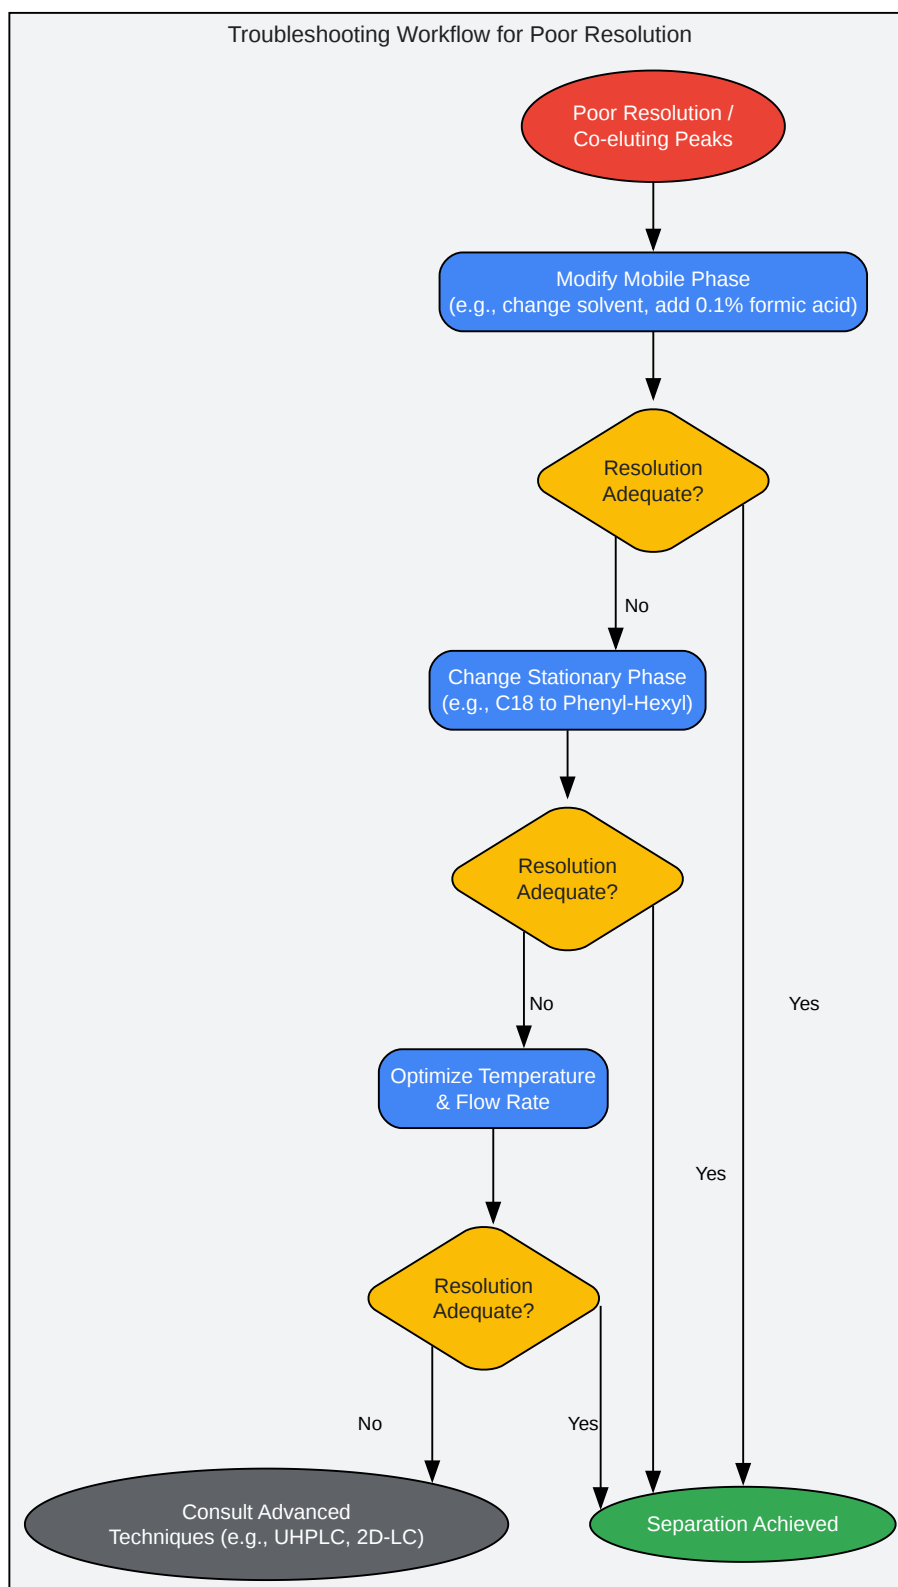 Troubleshooting Workflow for Poor Resolution
Poor Resolution /
Co-eluting Peaks
Modify Mobile Phase
(e.g., change solvent, add 0.1% formic acid)
Resolution
Adequate?
No
Change Stationary Phase
(e.g., C18 to Phenyl-Hexyl)
Resolution
Adequate?
No
Yes
Optimize Temperature
& Flow Rate
Yes
Resolution
Adequate?
No
Yes
Consult Advanced
Techniques (e.g., UHPLC, 2D-LC)
Separation Achieved